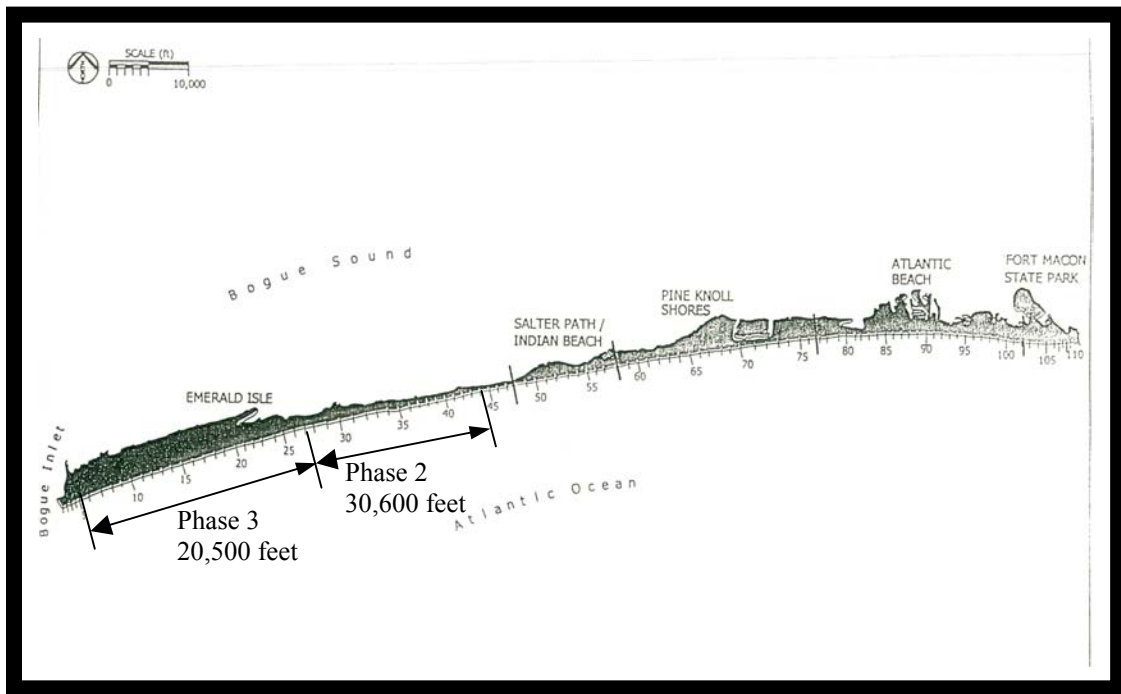 SCALE (ft)
NORTH
0 10,000
Bogue Sound
ATLANTIC
BEACH
FORT MACON
STATE PARK
PINE KNOLL
SHORES
SALTER PATH /
INDIAN BEACH
EMERALD ISLE
Bogue Inlet
10 15 20 25 30 35 40 45 50 55 60 65 70 75 80 85 90 95 100 105 110
Phase 2
30,600 feet
Atlantic Ocean
Phase 3
20,500 feet